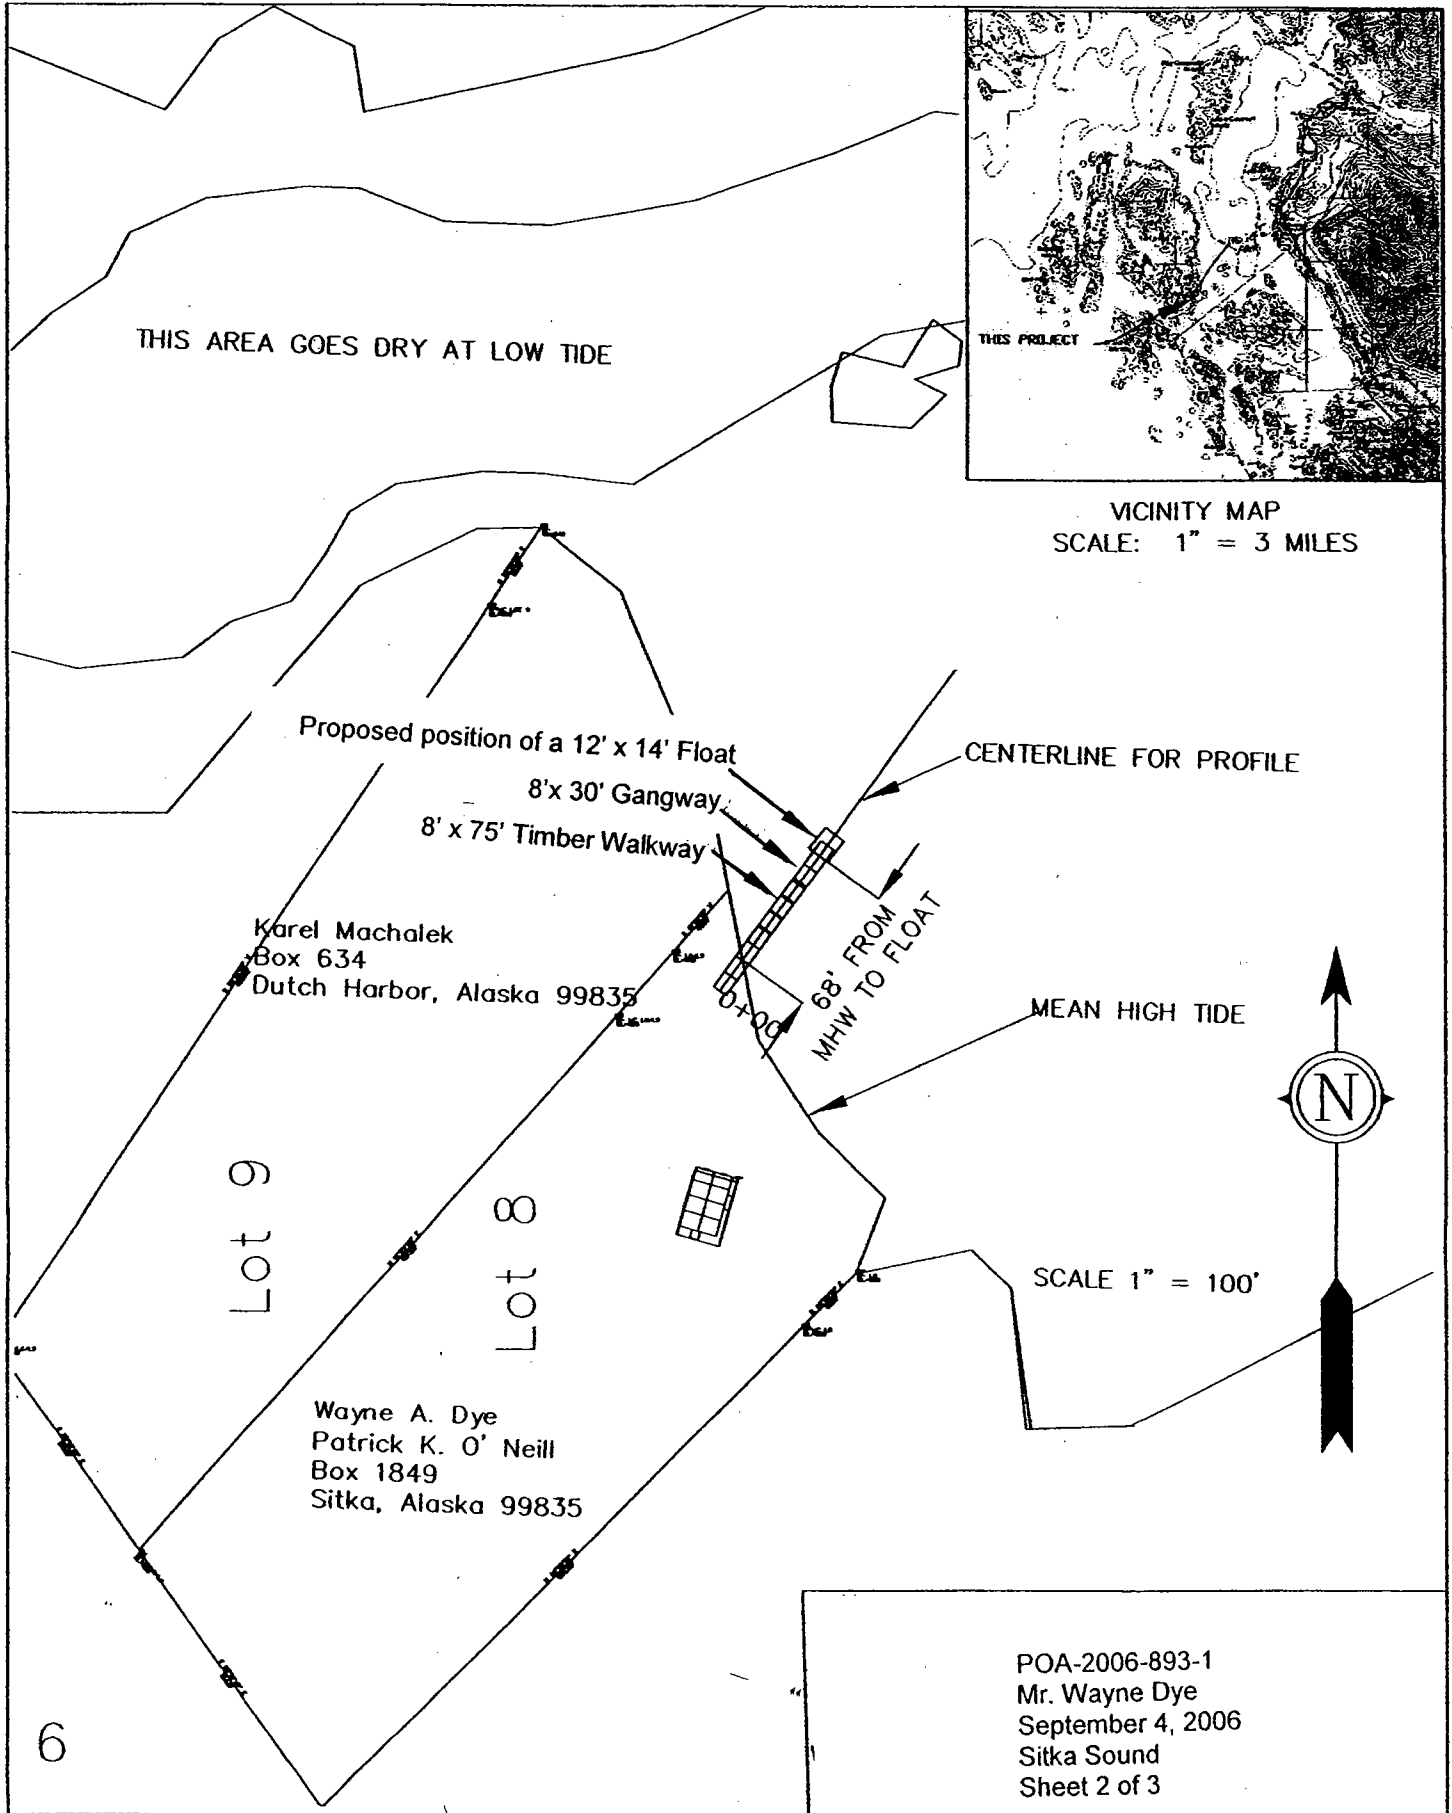 THIS AREA GOES DRY AT LOW TIDE
THIS PROJECT
VICINITY MAP
SCALE: 1" = 3 MILES
Proposed position of a 12' x 14' Float
8'x 30' Gangway
8' x 75' Timber Walkway
CENTERLINE FOR PROFILE
68' FROM
MHW TO FLOAT
0+00
MEAN HIGH TIDE
Karel Machalek
Box 634
Dutch Harbor, Alaska 99835
Lot 9
Lot 8
N
SCALE 1" = 100'
Wayne A. Dye
Patrick K. O' Neill
Box 1849
Sitka, Alaska 99835
6
POA-2006-893-1
Mr. Wayne Dye
September 4, 2006
Sitka Sound
Sheet 2 of 3